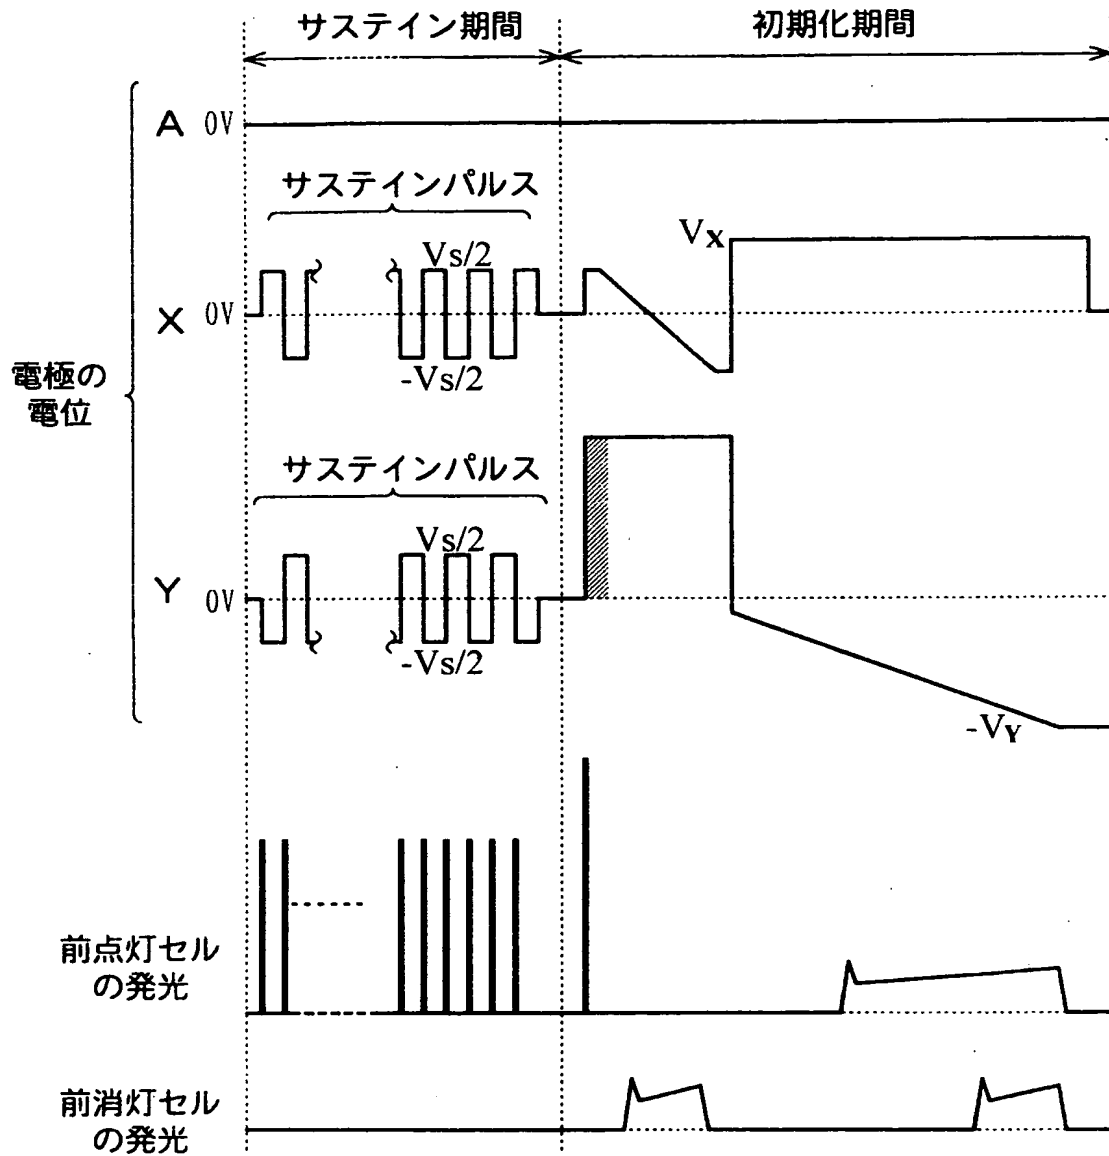 サステイン期間
初期化期間
A 0V
サステインパルス
Vs/2
VX
X 0V
-Vs/2
電極の
電位
サステインパルス
Vs/2
Y 0V
-Vs/2
-VY
前点灯セル
の発光
前消灯セル
の発光